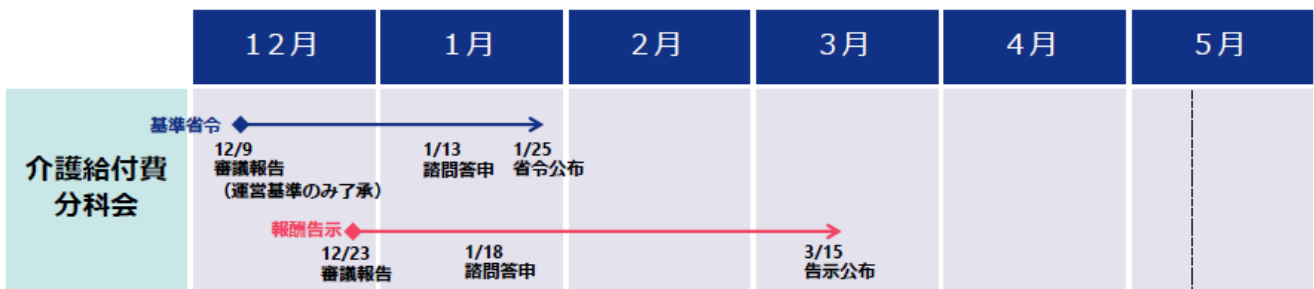 12月 1月 2月 3月 4月 5月
介護給付費
分科会
基準省令
12/9
審議報告
（運営基準のみ了承）
1/13
諮問答申
1/25
省令公布
報酬告示
12/23
審議報告
1/18
諮問答申
3/15
告示公布